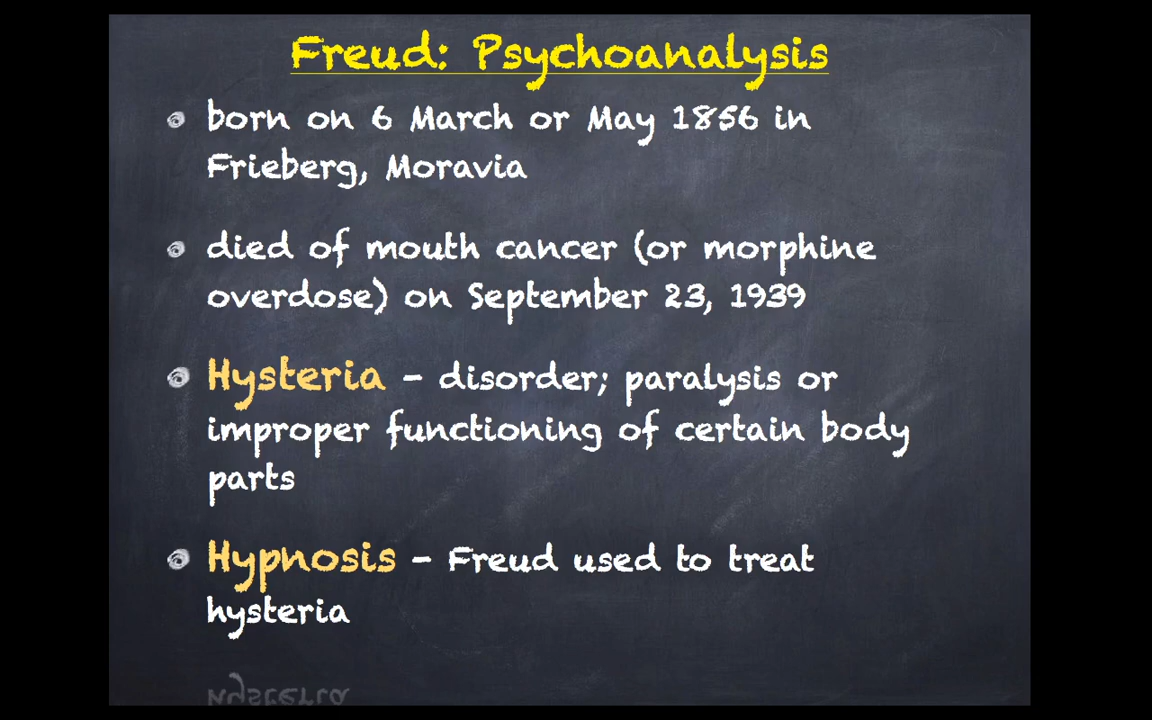 Freud: Psychoanalysis
born on 6 March or May 1856 in
Frieberg, Moravia
died of mouth cancer (or morphine
overdose) on September 23, 1939
Hysteria - disorder; paralysis or
improper functioning of certain body
parts
Hypnosis - Freud used to treat
hysteria